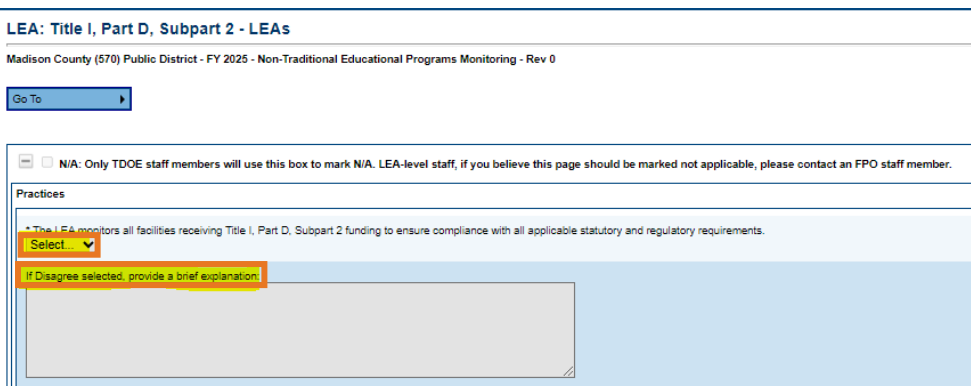 LEA: Title I, Part D, Subpart 2 - LEAs
Madison County (570) Public District - FY 2025 - Non-Traditional Educational Programs Monitoring - Rev 0
Go To
N/A: Only TDOE staff members will use this box to mark N/A. LEA-level staff, if you believe this page should be marked not applicable, please contact an FPO staff member.
Practices
* The LEA monitors all facilities receiving Title I, Part D, Subpart 2 funding to ensure compliance with all applicable statutory and regulatory requirements.
Select...
If Disagree selected, provide a brief explanation: